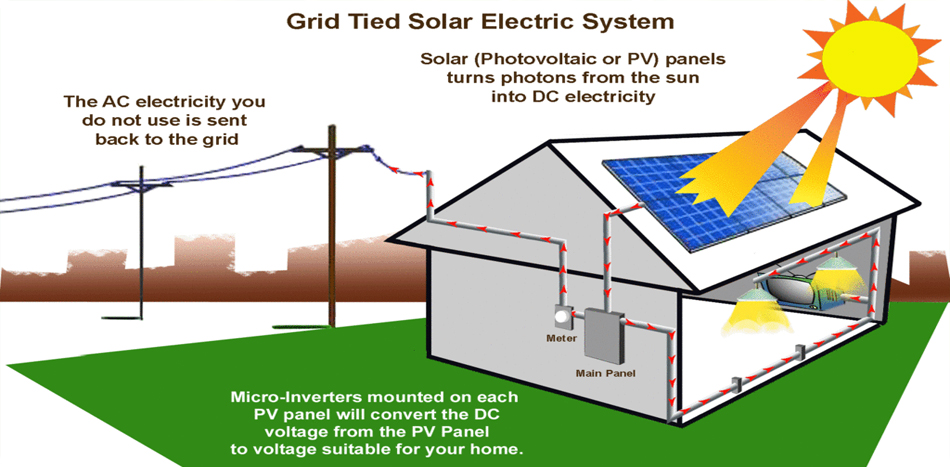 Grid Tied Solar Electric System
Solar (Photovoltaic or PV) panels
turns photons from the sun
into DC electricity
The AC electricity you
do not use is sent
back to the grid
Meter
Main Panel
Micro-Inverters mounted on each
PV panel will convert the DC
voltage from the PV Panel
to voltage suitable for your home.